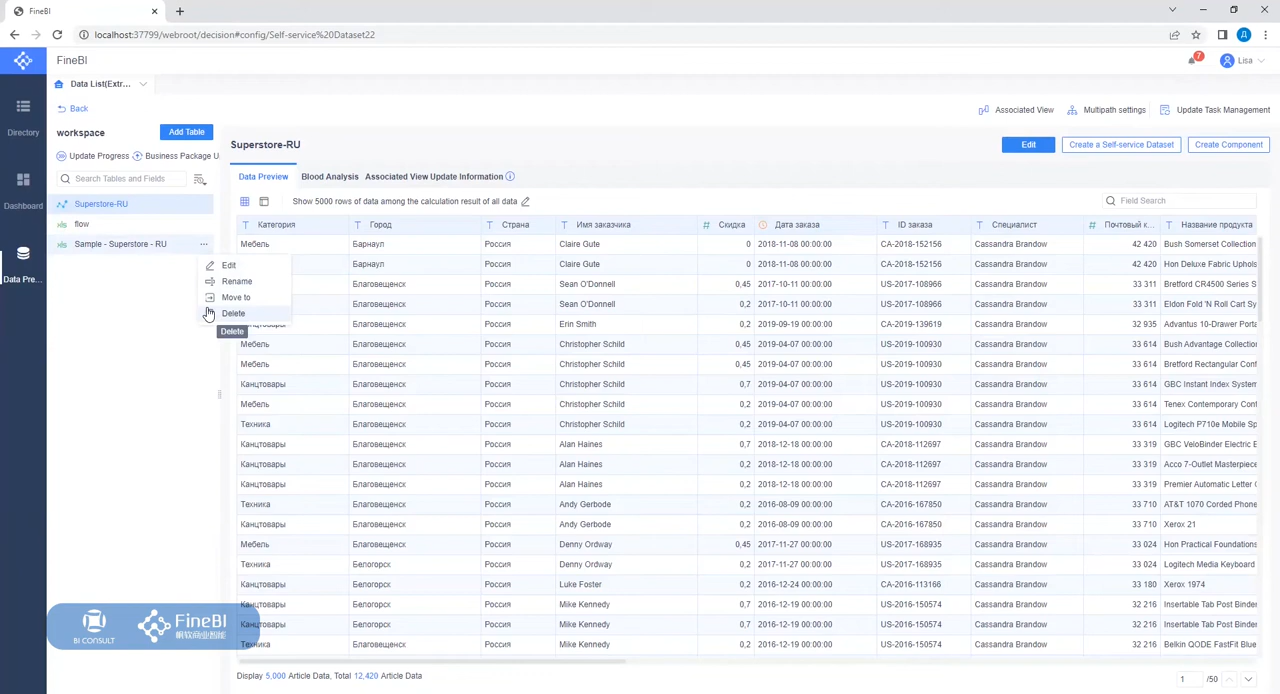 FineBI
localhost:37799/webroot/decision#config/Self-service%20Dataset22
FineBI
7
Lisa
Data List(Extr...
Back
Associated View
Multipath settings
Update Task Management
workspace
Add Table
Superstore-RU
Edit
Create a Self-service Dataset
Create Component
Update Progress
Business Package U
Data Preview
Blood Analysis
Associated View
Update Information
Search Tables and Fields
Show 5000 rows of data among the calculation result of all data
Field Search
Directory
Dashboard
Data Pre...
Superstore-RU
flow
Sample - Superstore - RU
Edit
Rename
Move to
Delete
Delete
Категория Город Страна Имя заказчика Скидка Дата заказа ID заказа Специалист Почтовый к... Название продукта
Мебель Барнаул Россия Claire Gute 0 2018-11-08 00:00:00 CA-2018-152156 Cassandra Brandow 42 420 Bush Somerset Collection
Барнаул Россия Claire Gute 0 2018-11-08 00:00:00 CA-2018-152156 Cassandra Brandow 42 420 Hon Deluxe Fabric Uphols
Благовещенск Россия Sean O'Donnell 0,45 2017-10-11 00:00:00 US-2017-108966 Cassandra Brandow 33 311 Bretford CR4500 Series S
Благовещенск Россия Sean O'Donnell 0,2 2017-10-11 00:00:00 US-2017-108966 Cassandra Brandow 33 311 Eldon Fold 'N Roll Cart Sy
Благовещенск Россия Erin Smith 0,2 2019-09-19 00:00:00 CA-2019-139619 Cassandra Brandow 32 935 Advantus 10-Drawer Porta
Мебель Благовещенск Россия Christopher Schild 0,45 2019-04-07 00:00:00 US-2019-100930 Cassandra Brandow 33 614 Bush Advantage Collection
Мебель Благовещенск Россия Christopher Schild 0,2 2019-04-07 00:00:00 US-2019-100930 Cassandra Brandow 33 614 Bretford Rectangular Conf
Канцтовары Благовещенск Россия Christopher Schild 0,7 2019-04-07 00:00:00 US-2019-100930 Cassandra Brandow 33 614 GBC Instant Index System
Мебель Благовещенск Россия Christopher Schild 0,2 2019-04-07 00:00:00 US-2019-100930 Cassandra Brandow 33 614 Tenex Contemporary Cont
Техника Благовещенск Россия Christopher Schild 0,2 2019-04-07 00:00:00 US-2019-100930 Cassandra Brandow 33 614 Logitech P710e Mobile Sp
Канцтовары Благовещенск Россия Alan Haines 0,7 2018-12-18 00:00:00 CA-2018-112697 Cassandra Brandow 33 319 GBC VeloBinder Electric B
Канцтовары Благовещенск Россия Alan Haines 0,2 2018-12-18 00:00:00 CA-2018-112697 Cassandra Brandow 33 319 Acco 7-Outlet Masterpiece
Канцтовары Благовещенск Россия Alan Haines 0,2 2018-12-18 00:00:00 CA-2018-112697 Cassandra Brandow 33 319 Premier Automatic Letter
Техника Благовещенск Россия Andy Gerbode 0,2 2016-08-09 00:00:00 CA-2016-167850 Cassandra Brandow 33 710 AT&T 1070 Corded Phone
Канцтовары Благовещенск Россия Andy Gerbode 0,2 2016-08-09 00:00:00 CA-2016-167850 Cassandra Brandow 33 710 Xerox 21
Мебель Благовещенск Россия Denny Ordway 0,45 2017-11-27 00:00:00 US-2017-168935 Cassandra Brandow 33 024 Hon Practical Foundations
Техника Белогорск Россия Denny Ordway 0,2 2017-11-27 00:00:00 US-2017-168935 Cassandra Brandow 33 024 Logitech Media Keyboard
Канцтовары Белогорск Россия Luke Foster 0,2 2016-12-24 00:00:00 CA-2016-113166 Cassandra Brandow 33 180 Xerox 1974
Канцтовары Белогорск Россия Mike Kennedy 0,7 2016-12-19 00:00:00 US-2016-150574 Cassandra Brandow 32 216 Insertable Tab Post Binder
Канцтовары Белогорск Россия Mike Kennedy 0,2 2016-12-19 00:00:00 US-2016-150574 Cassandra Brandow 32 216 Insertable Tab Post Binder
Техника Белогорск Россия Mike Kennedy 0,2 2016-12-19 00:00:00 US-2016-150574 Cassandra Brandow 32 216 Belkin QODE FastFit Blue
BI CONSULT
FineBI
帆软商业智能
Display 5,000 Article Data, Total 12,420 Article Data
1 /50